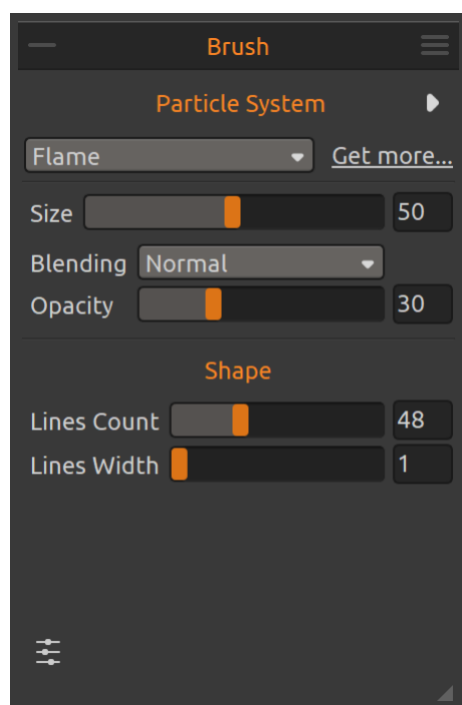 Brush
Particle System
Flame Get more...
Size 50
Blending Normal
Opacity 30
Shape
Lines Count 48
Lines Width 1